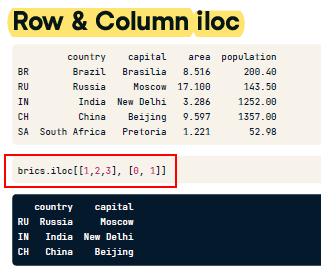 Row & Column iloc
country capital area population
BR Brazil Brasilia 8.516 200.40
RU Russia Moscow 17.100 143.50
IN India New Delhi 3.286 1252.00
CH China Beijing 9.597 1357.00
SA South Africa Pretoria 1.221 52.98
brics.iloc[[1,2,3], [0, 1]]
country capital
RU Russia Moscow
IN India New Delhi
CH China Beijing